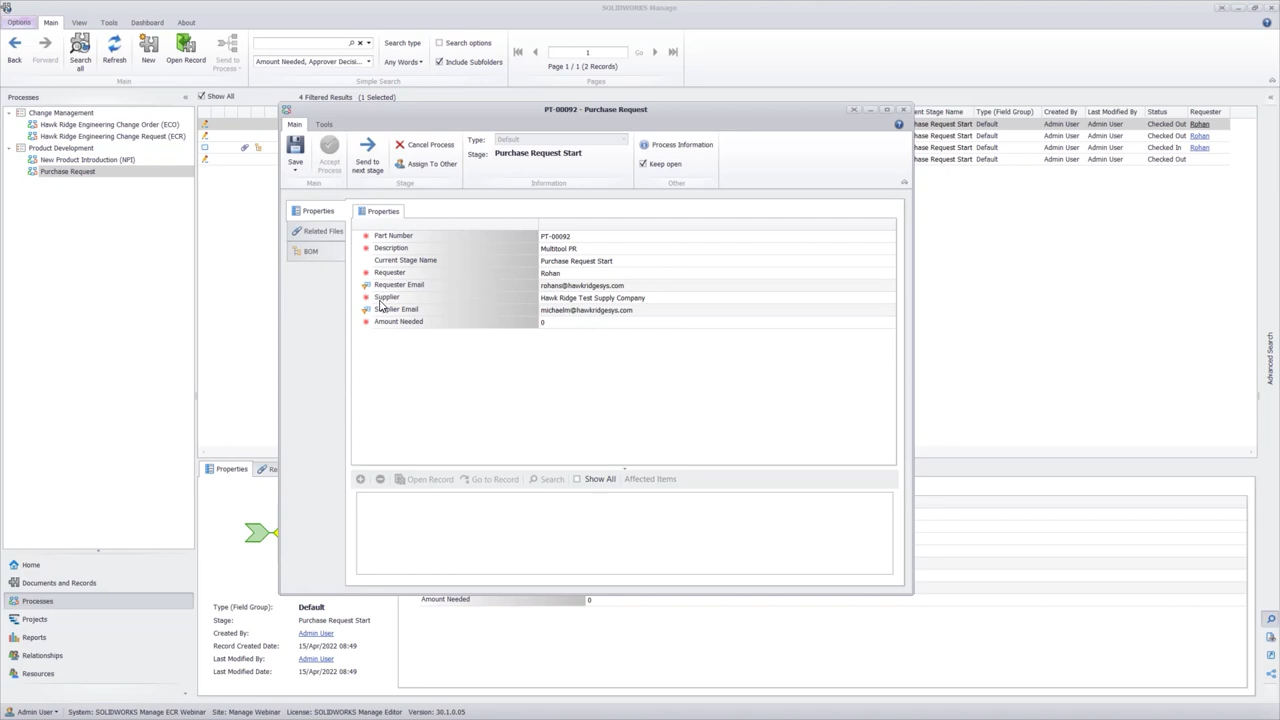 SOLIDWORKS Manage
Options Main View Tools Dashboard About
Back Forward Search all Refresh New Open Record Send to Process
Search type Search options
Amount Needed, Approver Decisi... Any Words Include Subfolders
1 Go
Page 1 / 1 (2 Records)
Main Simple Search Pages
Processes
Show All 4 Filtered Results (1 Selected)
Change Management
Hawk Ridge Engineering Change Order (ECO)
Hawk Ridge Engineering Change Request (ECR)
Product Development
New Product Introduction (NPI)
Purchase Request
ent Stage Name Type (Field Group) Created By Last Modified By Status Requester
chase Request Start Default Admin User Admin User Checked Out Rohan
chase Request Start Default Admin User Admin User Checked Out Rohan
chase Request Start Default Admin User Admin User Checked In Rohan
chase Request Start Default Admin User Admin User Checked Out
PT-00092 - Purchase Request
Main Tools
Save Accept Process Send to next stage Cancel Process Assign To Other
Type: Default
Stage: Purchase Request Start
Process Information
Keep open
Main Stage Information Other
Properties
Related Files
BOM
Properties
Part Number PT-00092
Description Multitool PR
Current Stage Name Purchase Request Start
Requester Rohan
Requester Email rohans@hawkridgesys.com
Supplier Hawk Ridge Test Supply Company
Supplier Email michaelm@hawkridgesys.com
Amount Needed 0
Open Record Go to Record Search Show All Affected Items
Advanced Search
Properties Re
Amount Needed 0
Type (Field Group): Default
Stage: Purchase Request Start
Created By: Admin User
Record Created Date: 15/Apr/2022 08:49
Last Modified By: Admin User
Last Modified Date: 15/Apr/2022 08:49
Home
Documents and Records
Processes
Projects
Reports
Relationships
Resources
Admin User System: SOLIDWORKS Manage ECR Webinar Site: Manage Webinar License: SOLIDWORKS Manage Editor Version: 30.1.0.05